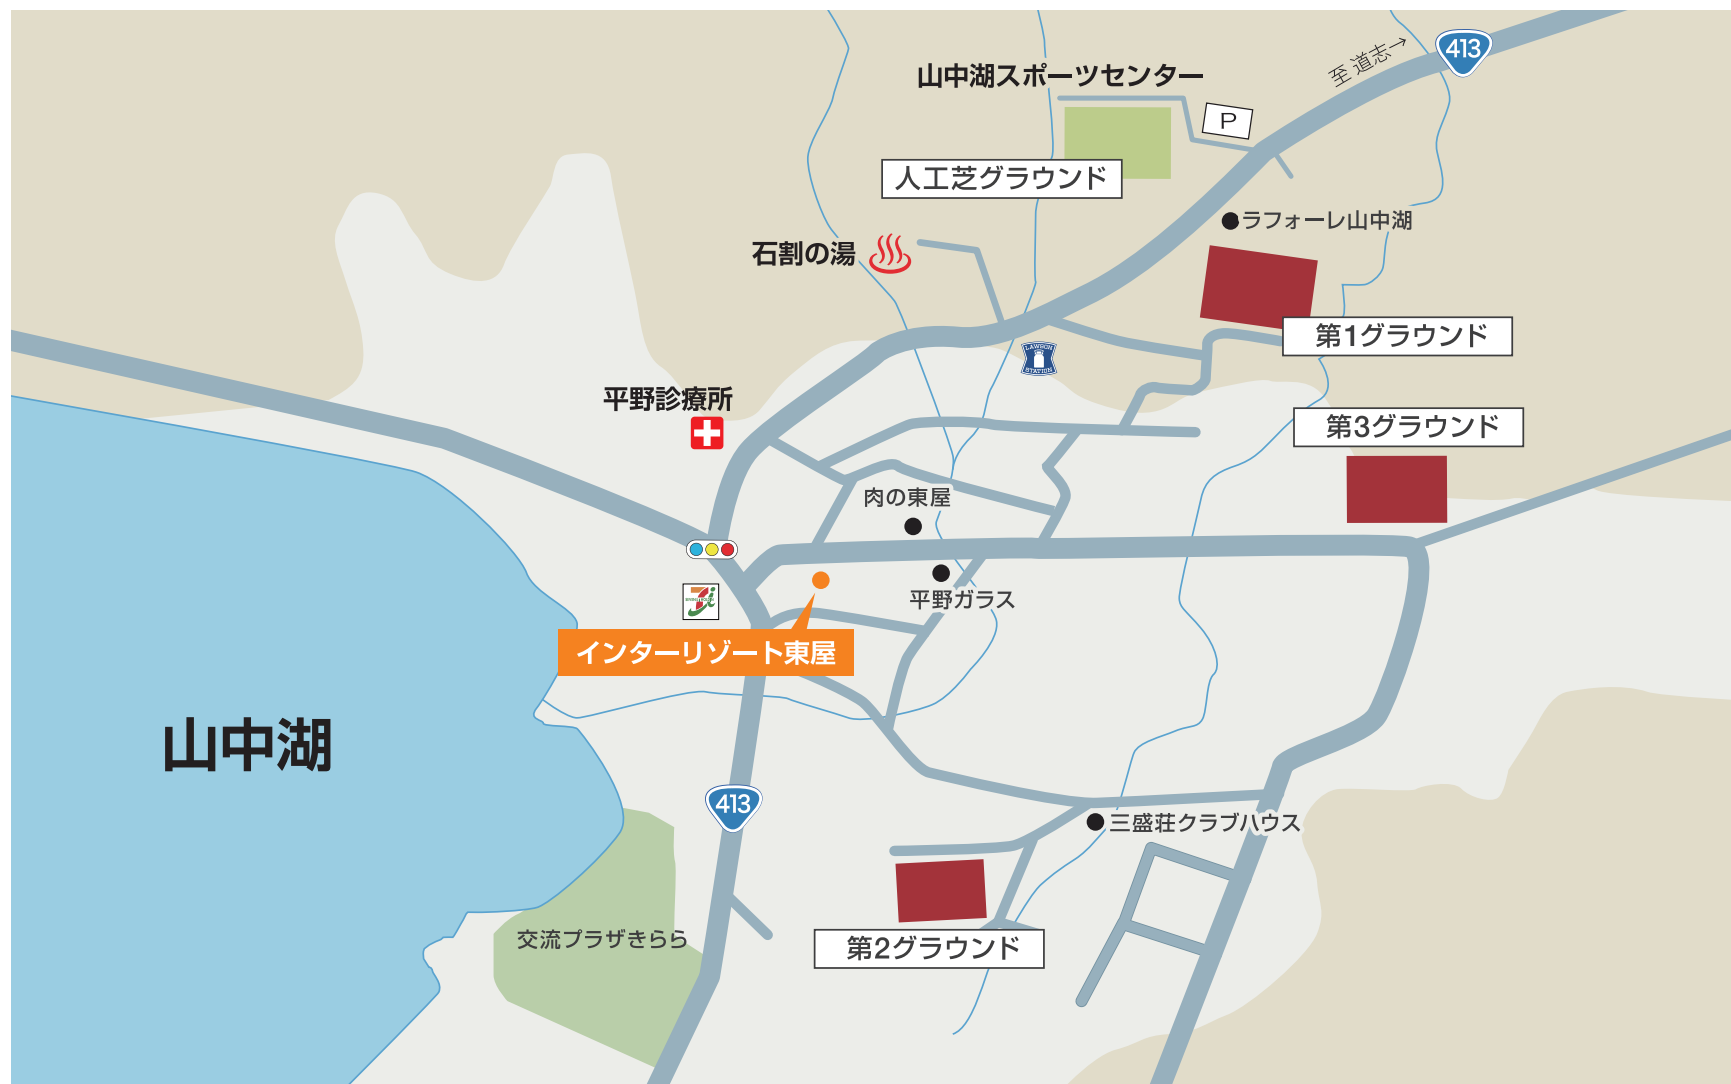 413
至 道志→
山中湖スポーツセンター
P
人工芝グラウンド
ラフォーレ山中湖
石割の湯
第1グラウンド
LAWSON
STATION
平野診療所
第3グラウンド
肉の東屋
平野ガラス
インターリゾート東屋
山中湖
413
三盛荘クラブハウス
交流プラザきらら
第2グラウンド